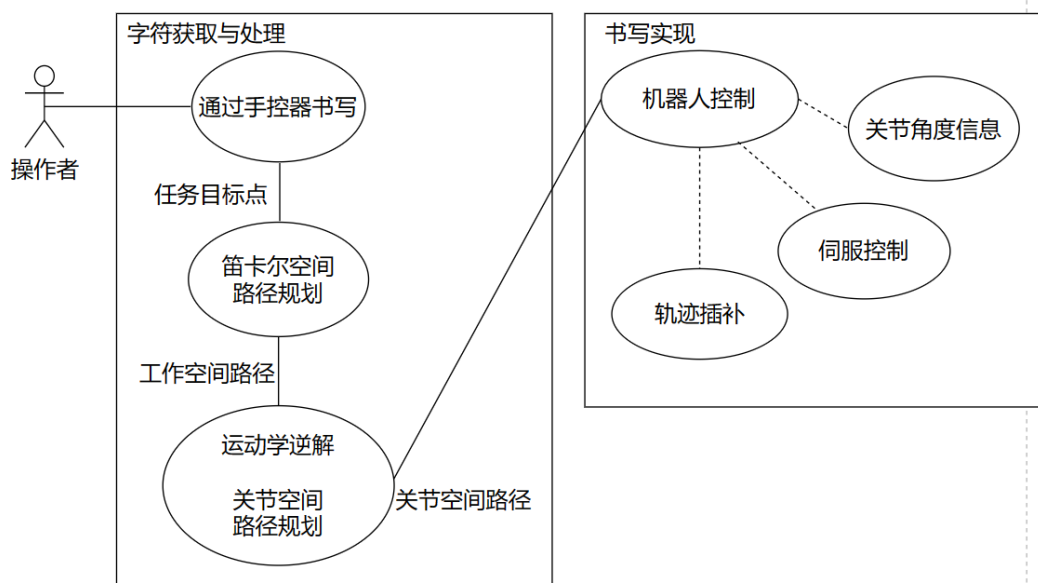 字符获取与处理
通过手控器书写
操作者
任务目标点
笛卡尔空间
路径规划
工作空间路径
运动学逆解
关节空间
路径规划
关节空间路径
书写实现
机器人控制
关节角度信息
伺服控制
轨迹插补